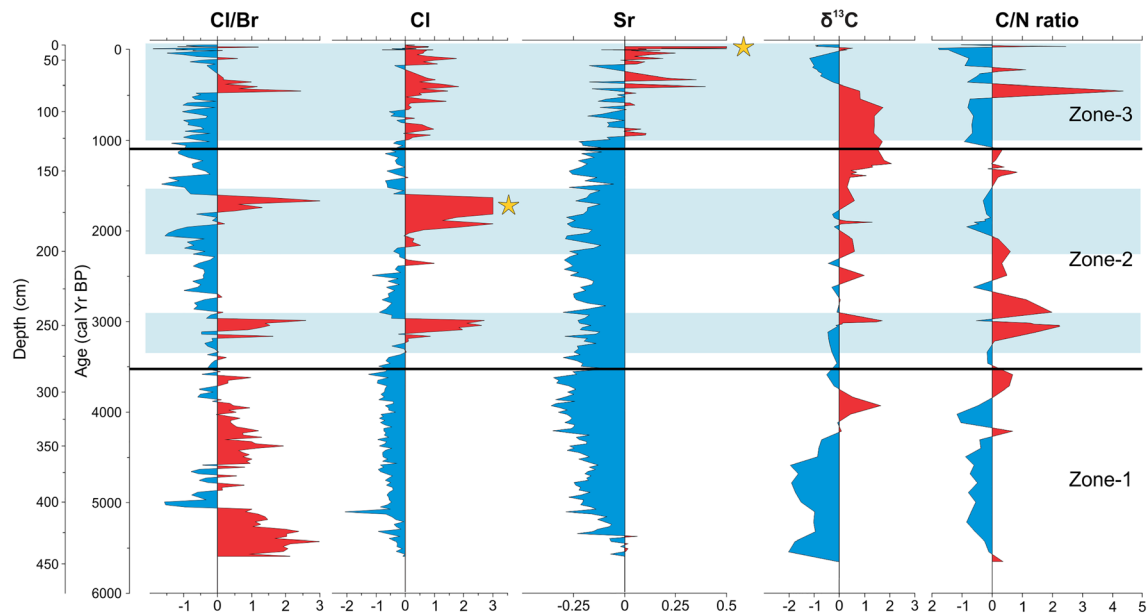 Cl/Br Cl Sr δ¹³C C/N ratio
Depth (cm)
0
50
100
150
200
250
300
350
400
450
Age (cal Yr BP)
0
1000
2000
3000
4000
5000
6000
Zone-3
Zone-2
Zone-1
-1 0 1 2 3
-2 -1 0 1 2 3
-0.25 0 0.25 0.5
-2 -1 0 1 2 3
-1 0 1 2 3 4 5